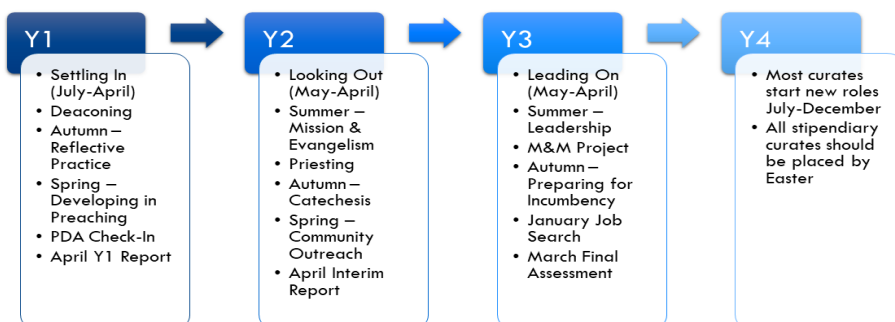 Y1
• Settling In
(July-April)
• Deaconing
• Autumn –
Reflective
Practice
• Spring –
Developing in
Preaching
• PDA Check-In
• April Y1 Report
Y2
• Looking Out
(May-April)
• Summer –
Mission &
Evangelism
• Priesting
• Autumn –
Catechesis
• Spring –
Community
Outreach
• April Interim
Report
Y3
• Leading On
(May-April)
• Summer –
Leadership
• M&M Project
• Autumn –
Preparing for
Incumbency
• January Job
Search
• March Final
Assessment
Y4
• Most curates
start new roles
July-December
• All stipendiary
curates should
be placed by
Easter